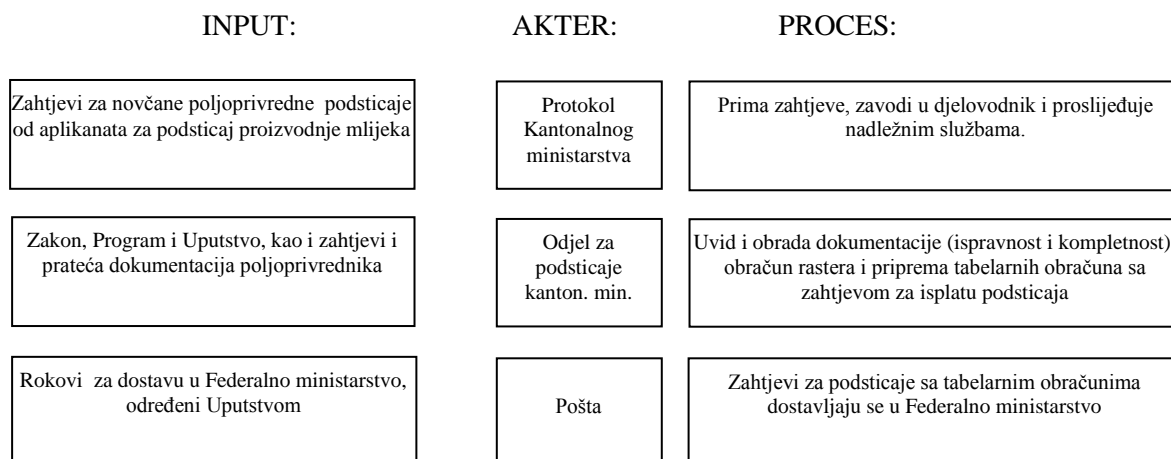 INPUT:
AKTER:
PROCES:
Zahtjevi za novčane poljoprivredne podsticaje
od aplikanata za podsticaj proizvodnje mlijeka
Protokol
Kantonalnog
ministarstva
Prima zahtjeve, zavodi u djelovodnik i proslijeđuje
nadležnim službama.
Zakon, Program i Uputstvo, kao i zahtjevi i
prateća dokumentacija poljoprivrednika
Odjel za
podsticaje
kanton. min.
Uvid i obrada dokumentacije (ispravnost i kompletnost)
obračun rastera i priprema tabelarnih obračuna sa
zahtjevom za isplatu podsticaja
Rokovi za dostavu u Federalno ministarstvo,
određeni Uputstvom
Pošta
Zahtjevi za podsticaje sa tabelarnim obračunima
dostavljaju se u Federalno ministarstvo